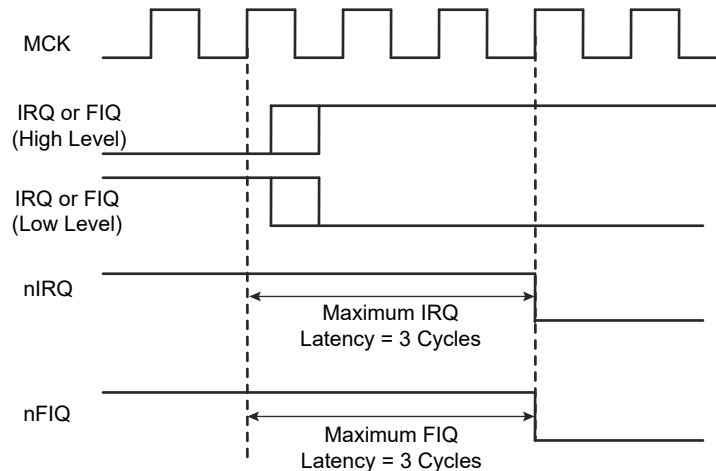 MCK
IRQ or FIQ
(High Level)
IRQ or FIQ
(Low Level)
nIRQ
Maximum IRQ
Latency = 3 Cycles
nFIQ
Maximum FIQ
Latency = 3 Cycles